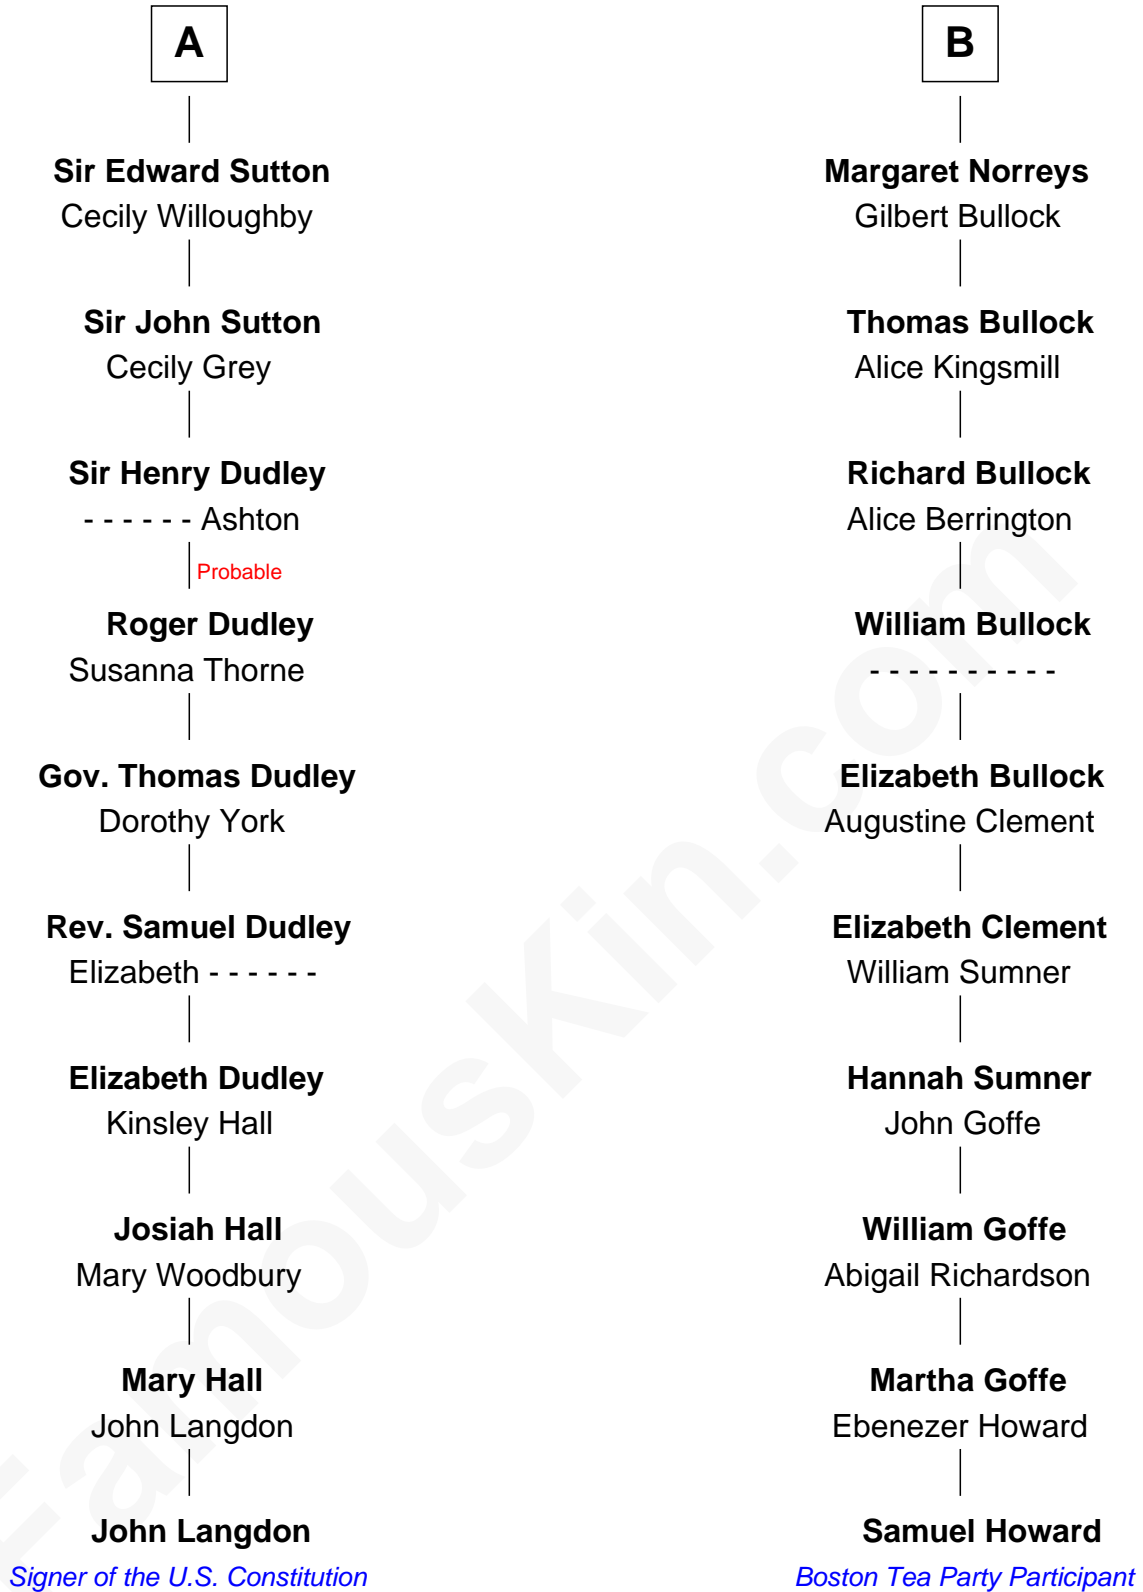 A
Sir Edward Sutton
Cecily Willoughby
Sir John Sutton
Cecily Grey
Sir Henry Dudley
- - - - - - Ashton
Probable
Roger Dudley
Susanna Thorne
Gov. Thomas Dudley
Dorothy York
Rev. Samuel Dudley
Elizabeth - - - - - -
Elizabeth Dudley
Kinsley Hall
Josiah Hall
Mary Woodbury
Mary Hall
John Langdon
John Langdon
Signer of the U.S. Constitution
B
Margaret Norreys
Gilbert Bullock
Thomas Bullock
Alice Kingsmill
Richard Bullock
Alice Berrington
William Bullock
- - - - - - - - - -
Elizabeth Bullock
Augustine Clement
Elizabeth Clement
William Sumner
Hannah Sumner
John Goffe
William Goffe
Abigail Richardson
Martha Goffe
Ebenezer Howard
Samuel Howard
Boston Tea Party Participant
FamousKin.com